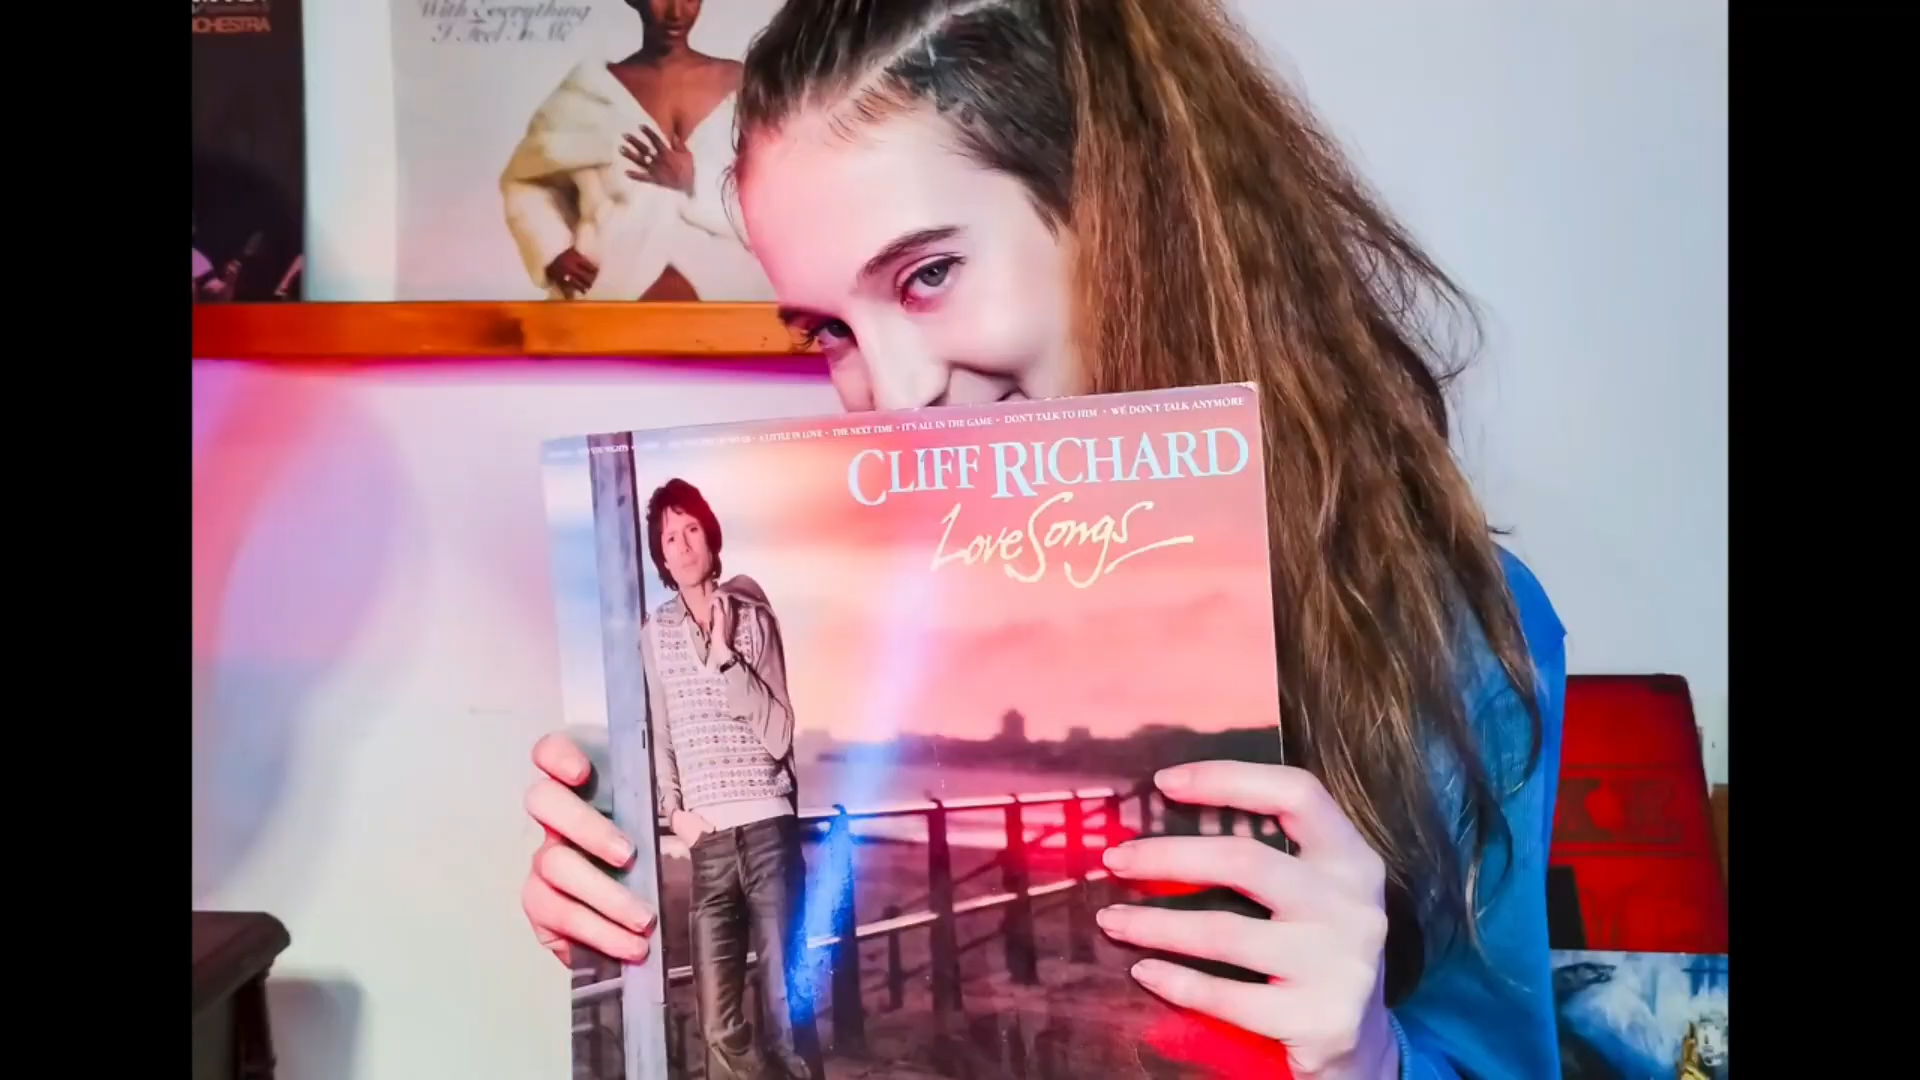 CHESTRA
With Everything
I Feel In Me
A LITTLE IN LOVE • THE NEXT TIME • IT'S ALL IN THE GAME • DON'T TALK TO HIM • WE DON'T TALK ANYMORE
CLIFF RICHARD
Love Songs